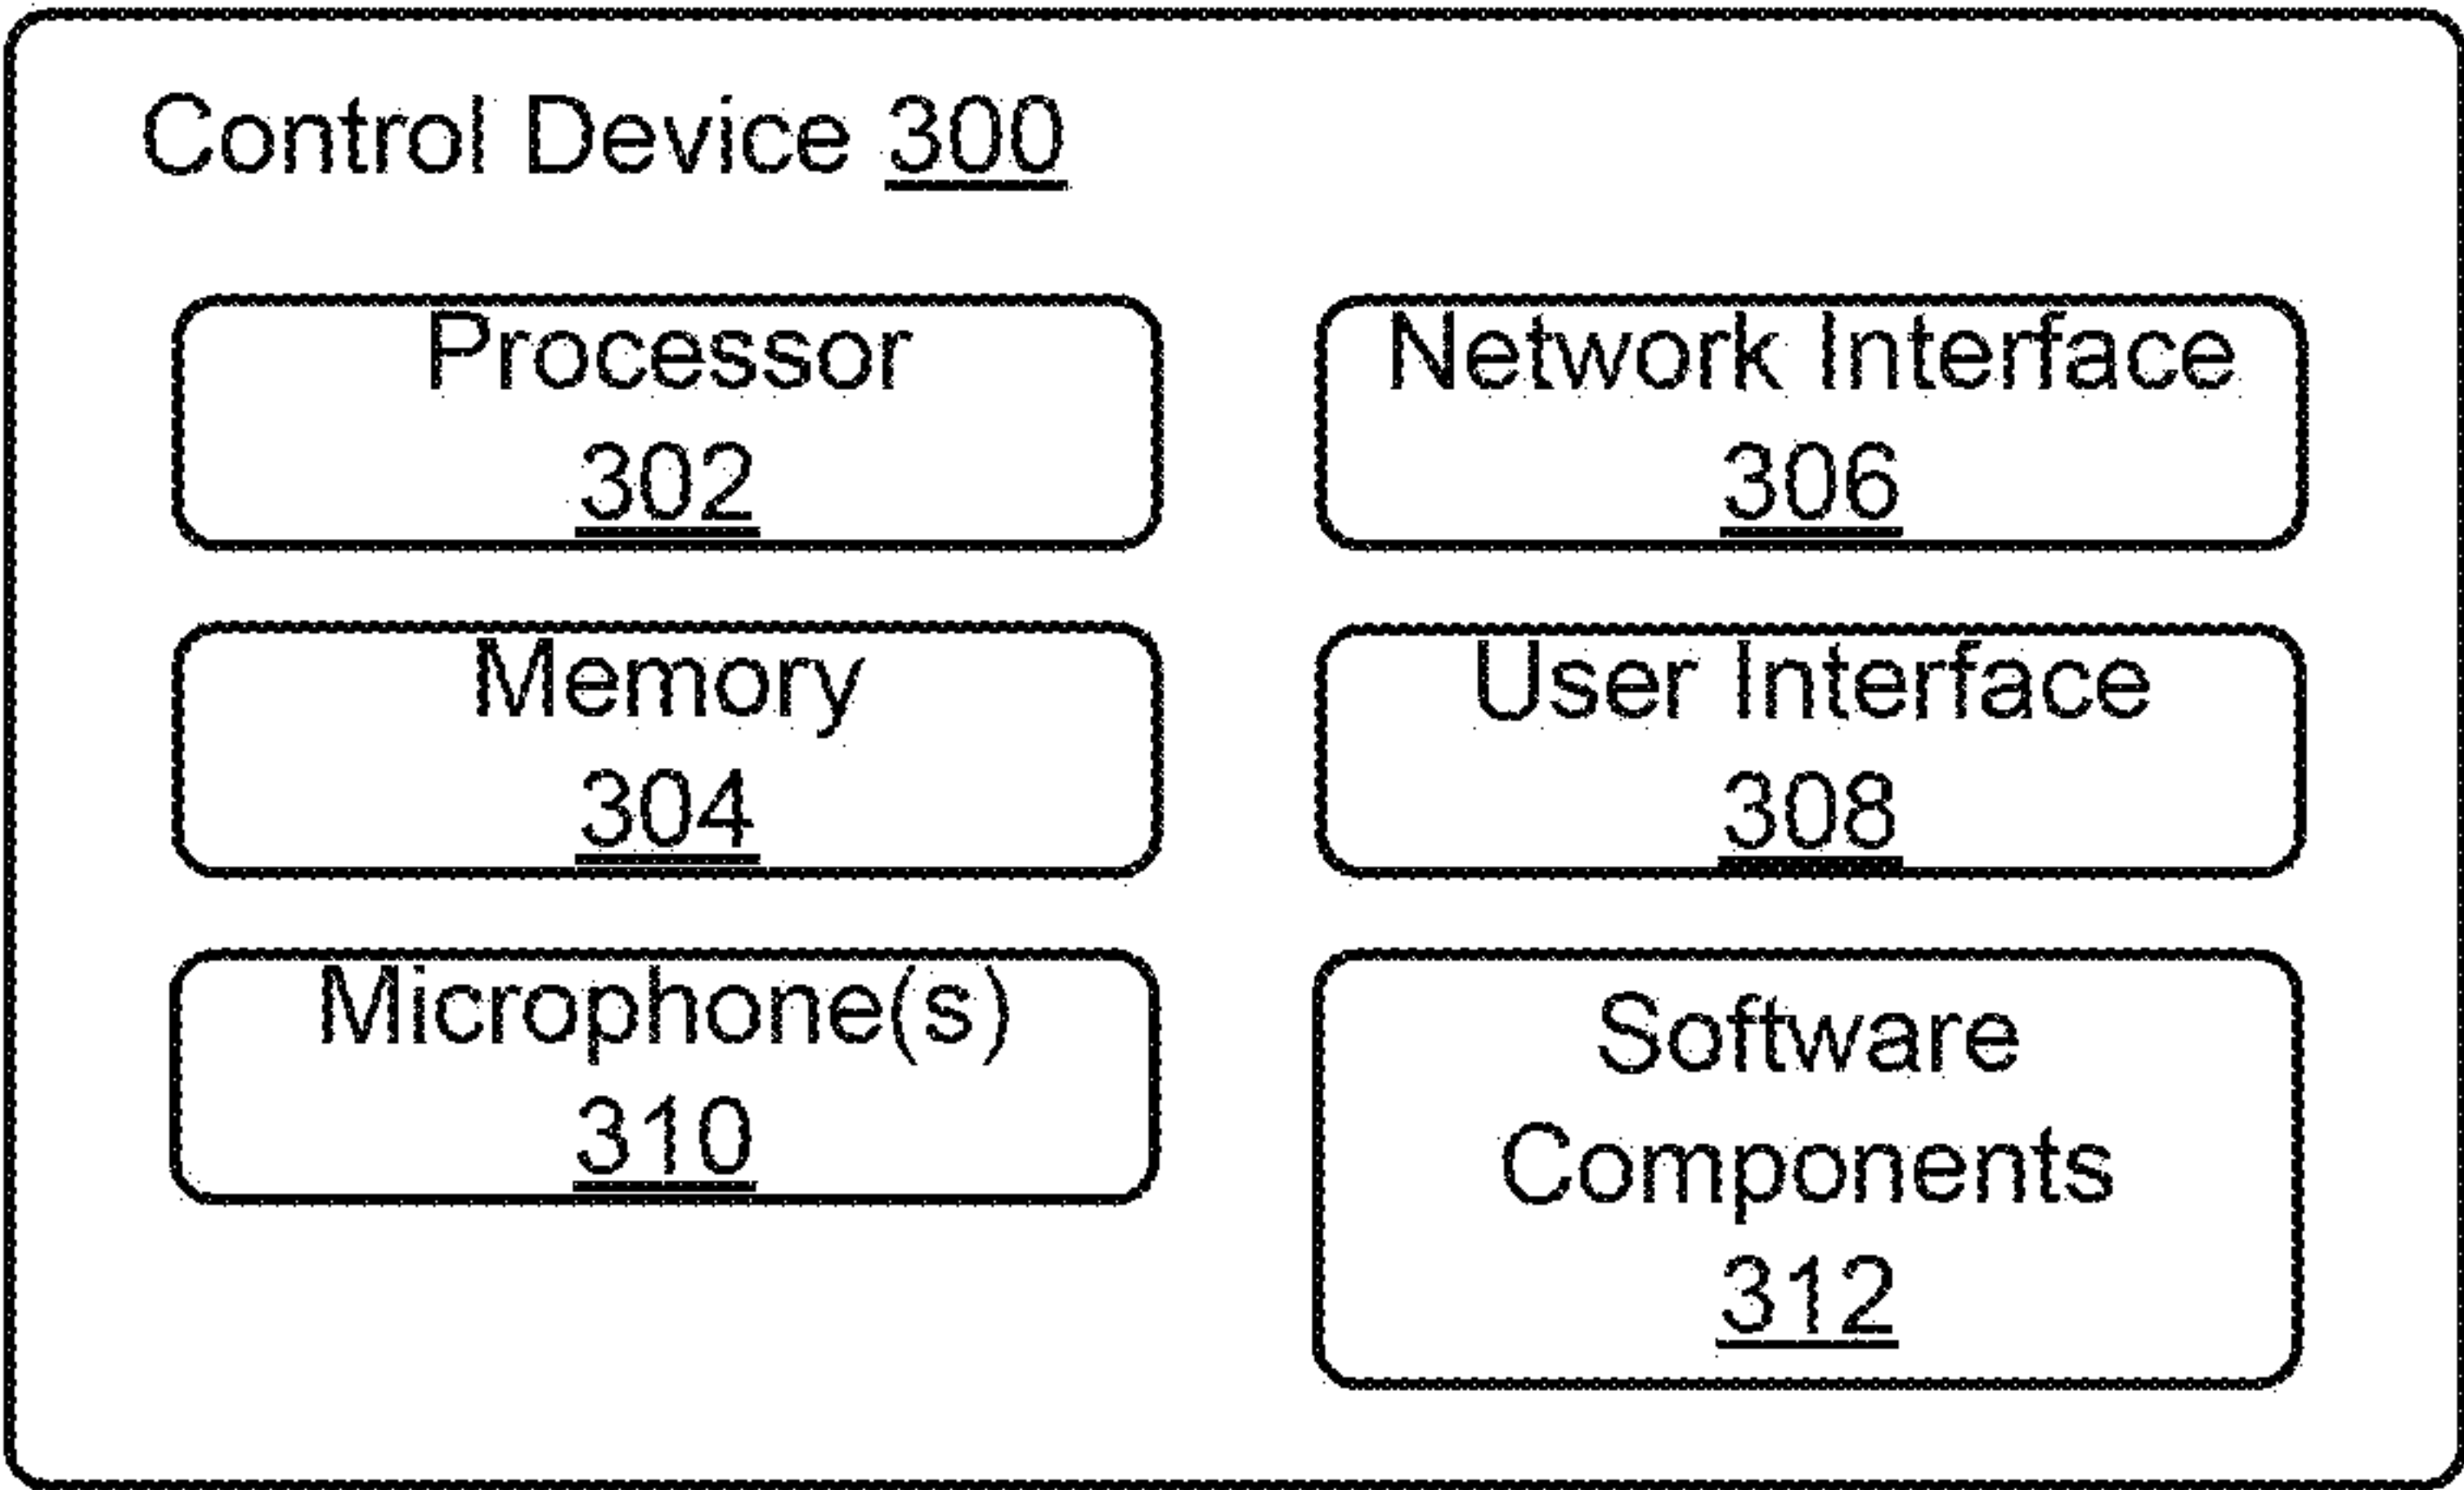 Control Device 300
Processor
302
Network Interface
306
Memory
304
User Interface
308
Microphone(s)
310
Software
Components
312